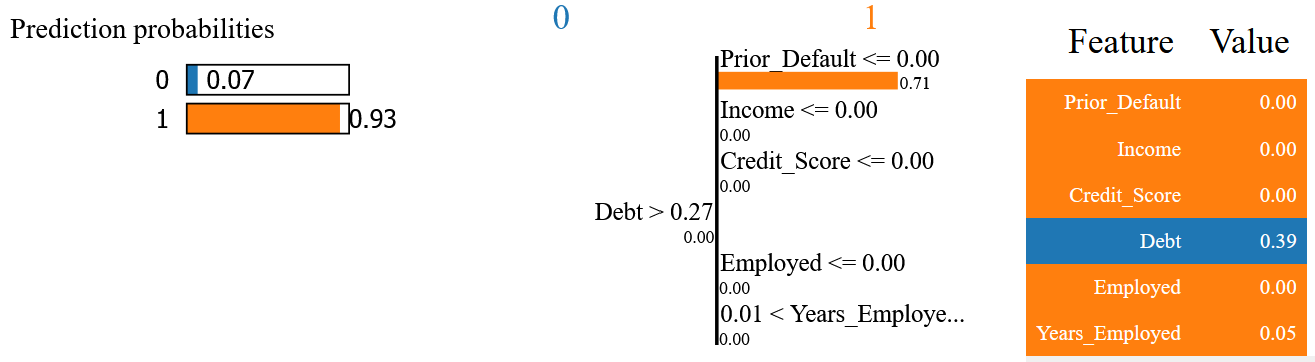 Prediction probabilities
0 0.07
1 0.93
0 1
Prior_Default <= 0.00
0.71
Income <= 0.00
0.00
Credit_Score <= 0.00
0.00
Debt > 0.27
0.00
Employed <= 0.00
0.00
0.01 < Years_Employe...
0.00
Feature Value
Prior_Default 0.00
Income 0.00
Credit_Score 0.00
Debt 0.39
Employed 0.00
Years_Employed 0.05